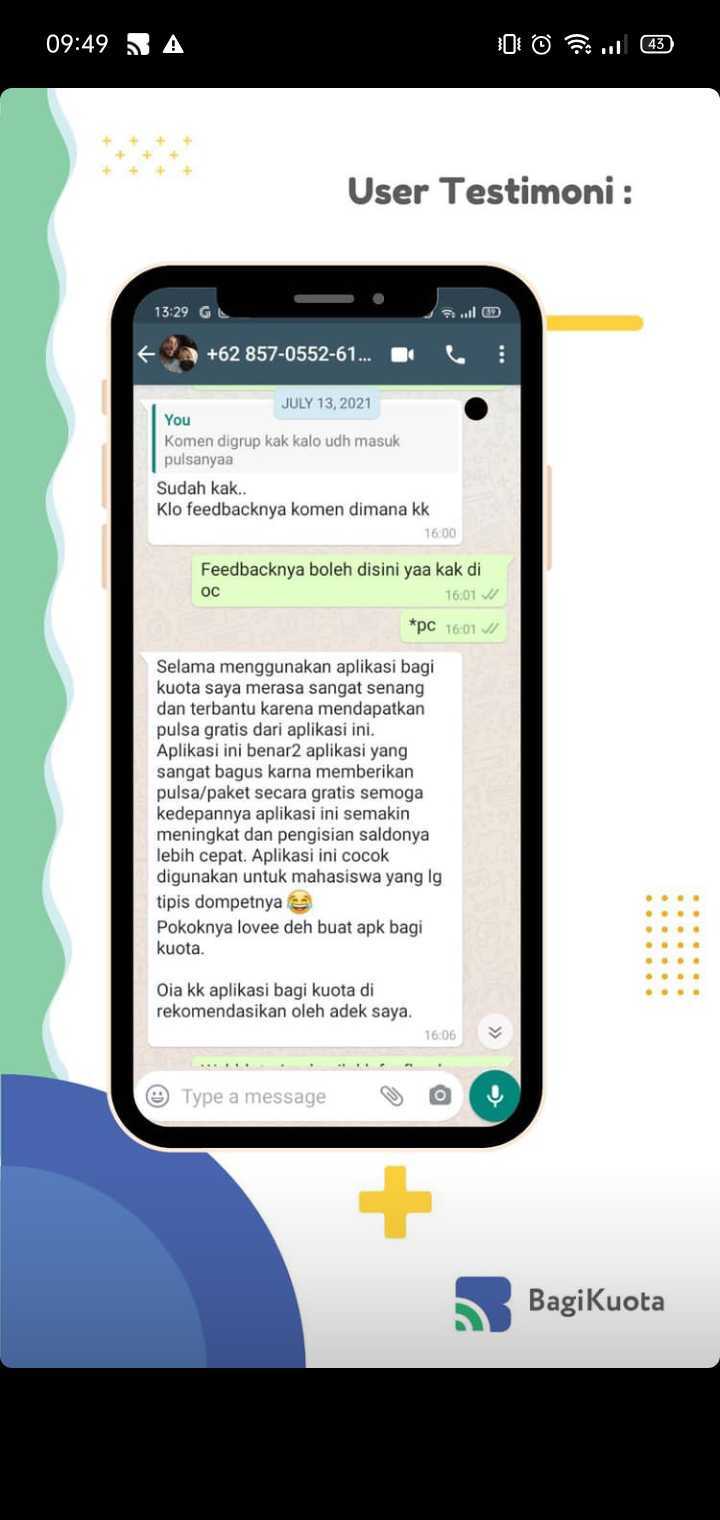 09:49
43
User Testimoni :
13:29
39
+62 857-0552-61...
JULY 13, 2021
You
Komen digrup kak kalo udh masuk
pulsanyaa
Sudah kak..
Klo feedbacknya komen dimana kk
16:00
Feedbacknya boleh disini yaa kak di
oc
16:01
*pc 16:01
Selama menggunakan aplikasi bagi
kuota saya merasa sangat senang
dan terbantu karena mendapatkan
pulsa gratis dari aplikasi ini.
Aplikasi ini benar2 aplikasi yang
sangat bagus karna memberikan
pulsa/paket secara gratis semoga
kedepannya aplikasi ini semakin
meningkat dan pengisian saldonya
lebih cepat. Aplikasi ini cocok
digunakan untuk mahasiswa yang lg
tipis dompetnya 😂
Pokoknya lovee deh buat apk bagi
kuota.
Oia kk aplikasi bagi kuota di
rekomendasikan oleh adek saya.
16:06
Type a message
BagiKuota